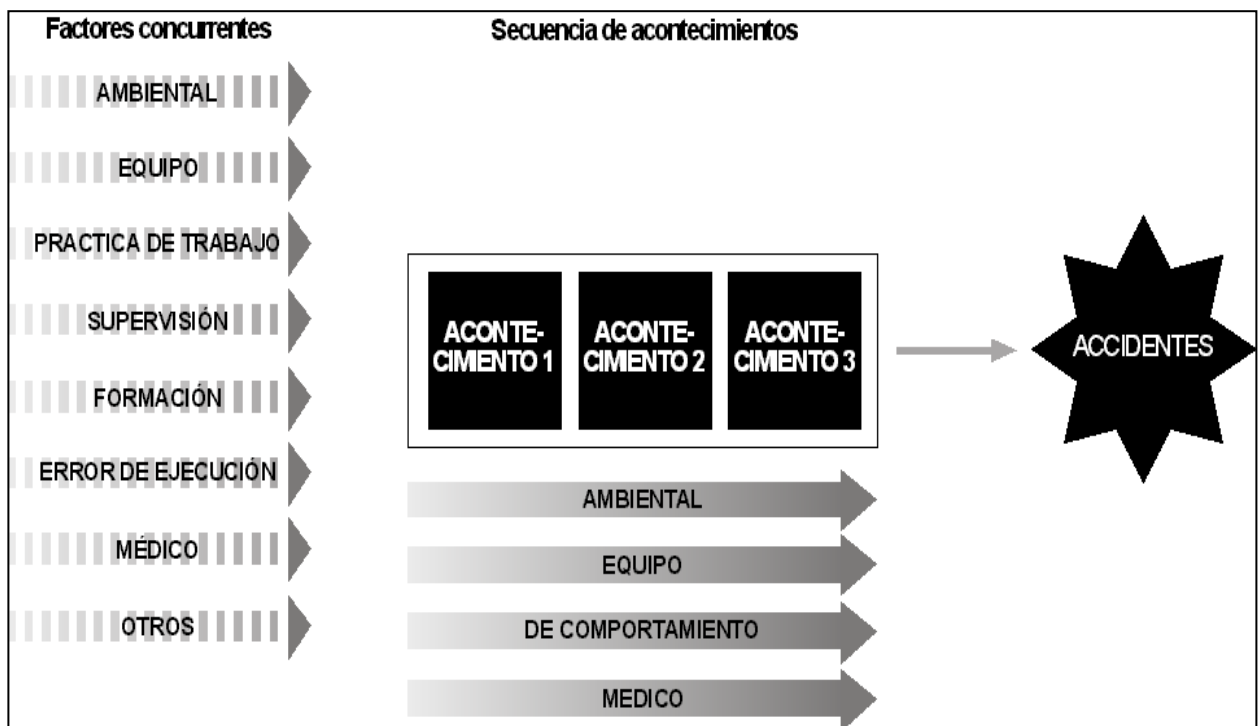 Factores concurrentes
Secuencia de acontecimientos
AMBIENTAL
EQUIPO
PRACTICA DE TRABAJO
SUPERVISIÓN
FORMACIÓN
ERROR DE EJECUCIÓN
MÉDICO
OTROS
ACONTE-
CIMIENTO 1
ACONTE-
CIMIENTO 2
ACONTE-
CIMIENTO 3
AMBIENTAL
EQUIPO
DE COMPORTAMIENTO
MEDICO
ACCIDENTES